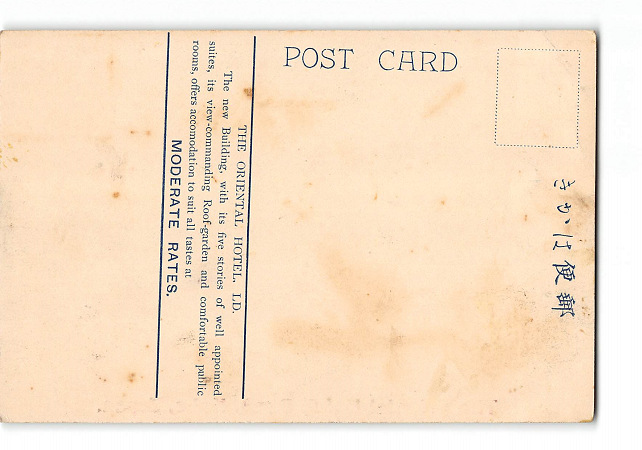 POST CARD
きかは便郵
THE ORIENTAL HOTEL, LD.
The new Building, with its five stories of well appointed
suites, its view-commanding Roof-garden and comfortable public
rooms, offers accomodation to suit all tastes at
MODERATE RATES.